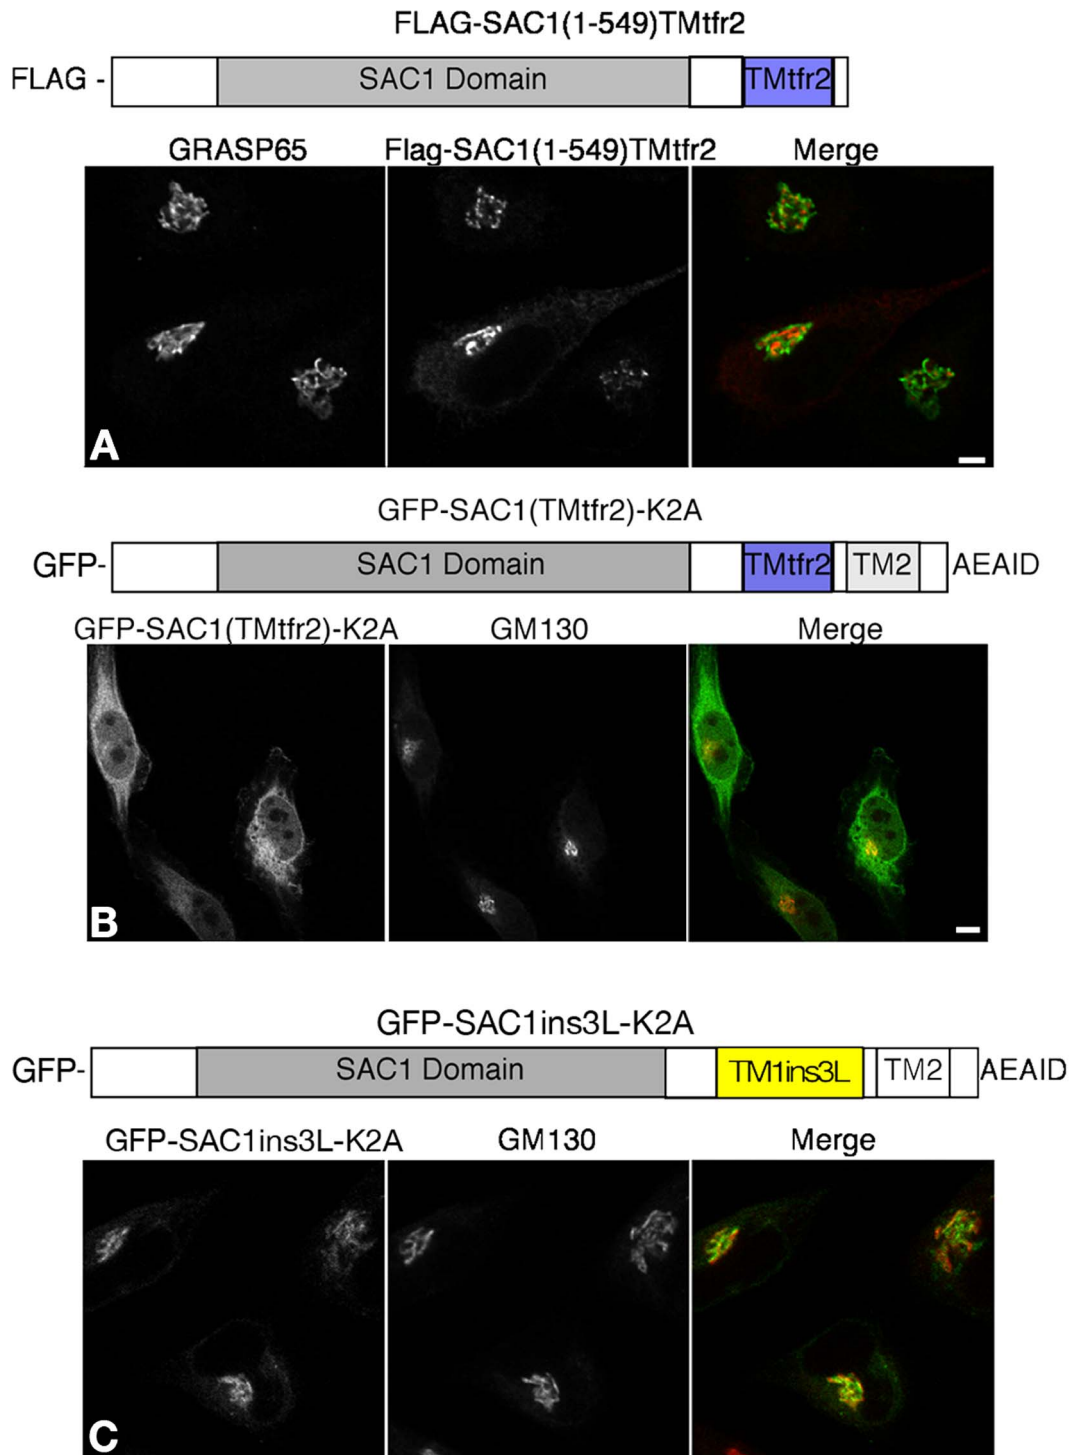 FLAG-SAC1(1-549)TMtfr2
FLAG - SAC1 Domain TMtfr2
GRASP65 Flag-SAC1(1-549)TMtfr2 Merge
A
GFP-SAC1(TMtfr2)-K2A
GFP- SAC1 Domain TMtfr2 TM2 AEAID
GFP-SAC1(TMtfr2)-K2A GM130 Merge
B
GFP-SAC1ins3L-K2A
GFP- SAC1 Domain TM1ins3L TM2 AEAID
GFP-SAC1ins3L-K2A GM130 Merge
C